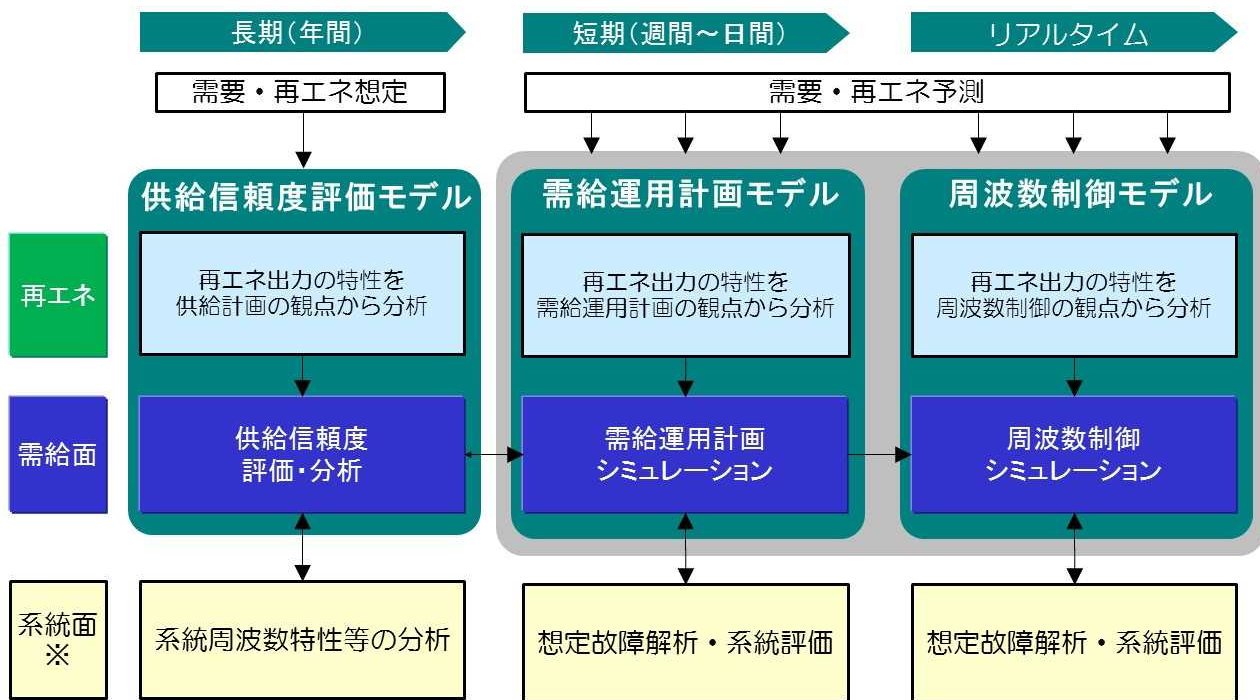 長期（年間）
短期（週間～日間）
リアルタイム
需要・再エネ想定
需要・再エネ予測
供給信頼度評価モデル
需給運用計画モデル
周波数制御モデル
再エネ
再エネ出力の特性を
供給計画の観点から分析
再エネ出力の特性を
需給運用計画の観点から分析
再エネ出力の特性を
周波数制御の観点から分析
需給面
供給信頼度
評価・分析
需給運用計画
シミュレーション
周波数制御
シミュレーション
系統面
※
系統周波数特性等の分析
想定故障解析・系統評価
想定故障解析・系統評価